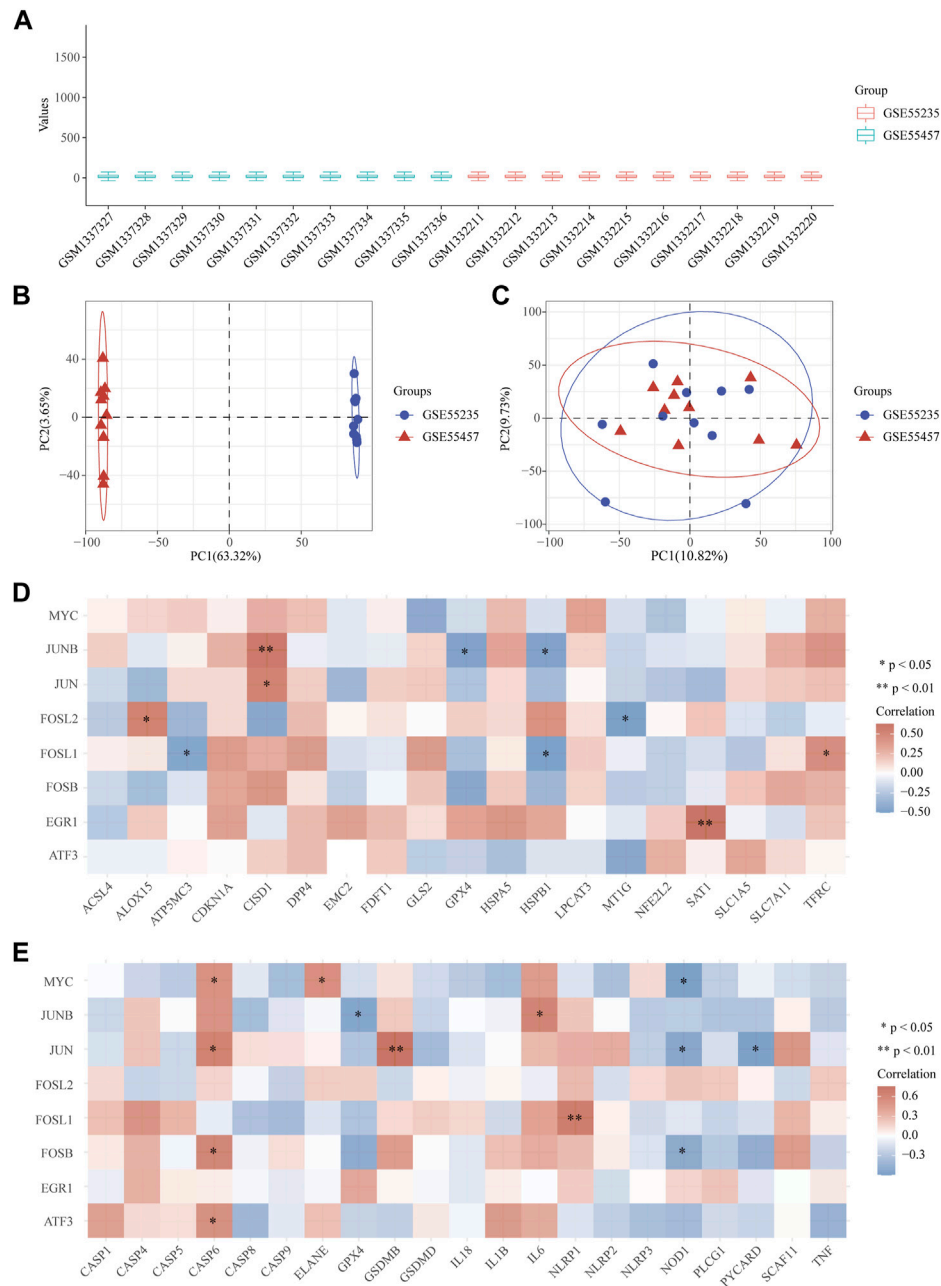 A
1500
1000
500
0
Values
GSM1337327
GSM1337328
GSM1337329
GSM1337330
GSM1337331
GSM1337332
GSM1337333
GSM1337334
GSM1337335
GSM1337336
GSM1332211
GSM1332212
GSM1332213
GSM1332214
GSM1332215
GSM1332216
GSM1332217
GSM1332218
GSM1332219
GSM1332220
Group
GSE55235
GSE55457
B
40
0
−40
PC2(3.65%)
−100
−50
0
50
PC1(63.32%)
Groups
GSE55235
GSE55457
C
100
50
0
−50
−100
PC2(9.73%)
−100
−50
0
50
100
PC1(10.82%)
Groups
GSE55235
GSE55457
D
MYC
JUNB
** * *
JUN
*
FOSL2
* *
FOSL1
* * *
FOSB
EGR1
**
ATF3
ACSL4
ALOX15
ATP5MC3
CDKN1A
CISD1
DPP4
EMC2
FDFT1
GLS2
GPX4
HSPA5
HSPB1
LPCAT3
MT1G
NFE2L2
SAT1
SLC1A5
SLC7A11
TFRC
* p < 0.05
** p < 0.01
Correlation
0.50
0.25
0.00
−0.25
−0.50
E
MYC
* * *
JUNB
* *
JUN
* ** * *
FOSL2
FOSL1
**
FOSB
* *
EGR1
ATF3
*
CASP1
CASP4
CASP5
CASP6
CASP8
CASP9
ELANE
GPX4
GSDMB
GSDMD
IL18
IL1B
IL6
NLRP1
NLRP2
NLRP3
NOD1
PLCG1
PYCARD
SCAF11
TNF
* p < 0.05
** p < 0.01
Correlation
0.6
0.3
0.0
−0.3